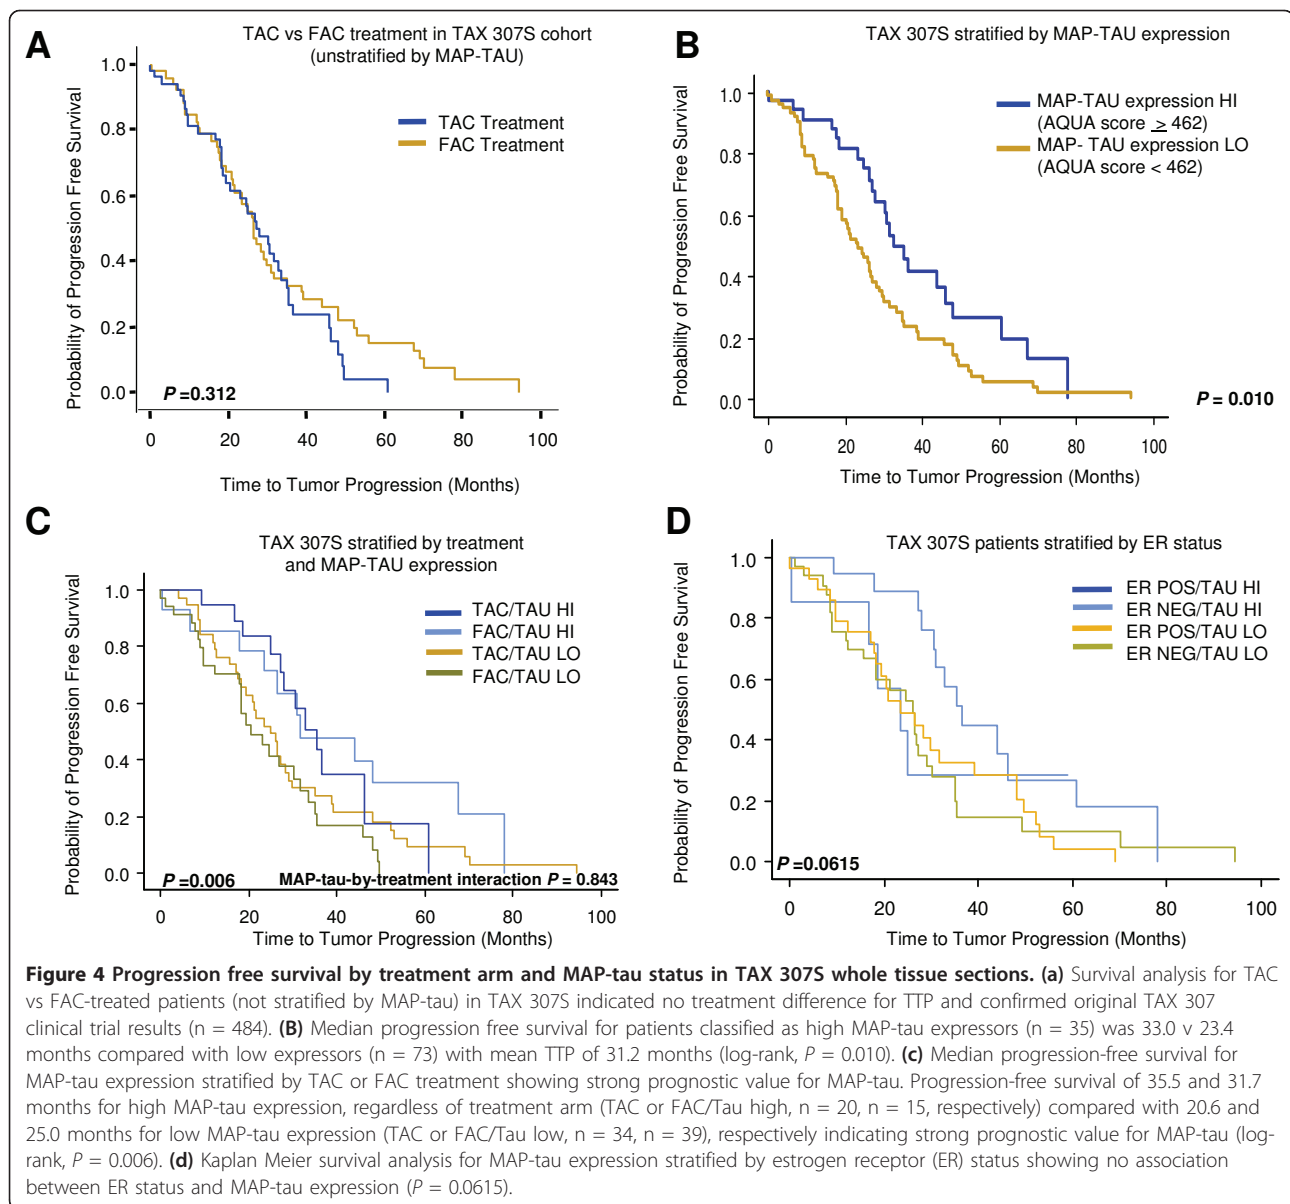 A
TAC vs FAC treatment in TAX 307S cohort
(unstratified by MAP-TAU)
Probability of Progression Free Survival
1.0
0.8
0.6
0.4
0.2
0.0
TAC Treatment
FAC Treatment
P =0.312
0 20 40 60 80 100
Time to Tumor Progression (Months)
B
TAX 307S stratified by MAP-TAU expression
Probability of Progression Free Survival
1.0
0.8
0.6
0.4
0.2
0.0
MAP-TAU expression HI
(AQUA score ≥ 462)
MAP- TAU expression LO
(AQUA score < 462)
P = 0.010
0 20 40 60 80 100
Time to Tumor Progression (Months)
C
TAX 307S stratified by treatment
and MAP-TAU expression
Probability of Progression Free Survival
1.0
0.8
0.6
0.4
0.2
0.0
TAC/TAU HI
FAC/TAU HI
TAC/TAU LO
FAC/TAU LO
P =0.006 MAP-tau-by-treatment interaction P = 0.843
0 20 40 60 80 100
Time to Tumor Progression (Months)
D
TAX 307S patients stratified by ER status
Probability of Progression Free Survival
1.0
0.8
0.6
0.4
0.2
0.0
ER POS/TAU HI
ER NEG/TAU HI
ER POS/TAU LO
ER NEG/TAU LO
P =0.0615
0 20 40 60 80 100
Time to Tumor Progression (Months)
Figure 4 Progression free survival by treatment arm and MAP-tau status in TAX 307S whole tissue sections. (a) Survival analysis for TAC
vs FAC-treated patients (not stratified by MAP-tau) in TAX 307S indicated no treatment difference for TTP and confirmed original TAX 307
clinical trial results (n = 484). (B) Median progression free survival for patients classified as high MAP-tau expressors (n = 35) was 33.0 v 23.4
months compared with low expressors (n = 73) with mean TTP of 31.2 months (log-rank, P = 0.010). (c) Median progression-free survival for
MAP-tau expression stratified by TAC or FAC treatment showing strong prognostic value for MAP-tau. Progression-free survival of 35.5 and 31.7
months for high MAP-tau expression, regardless of treatment arm (TAC or FAC/Tau high, n = 20, n = 15, respectively) compared with 20.6 and
25.0 months for low MAP-tau expression (TAC or FAC/Tau low, n = 34, n = 39), respectively indicating strong prognostic value for MAP-tau (log-
rank, P = 0.006). (d) Kaplan Meier survival analysis for MAP-tau expression stratified by estrogen receptor (ER) status showing no association
between ER status and MAP-tau expression (P = 0.0615).